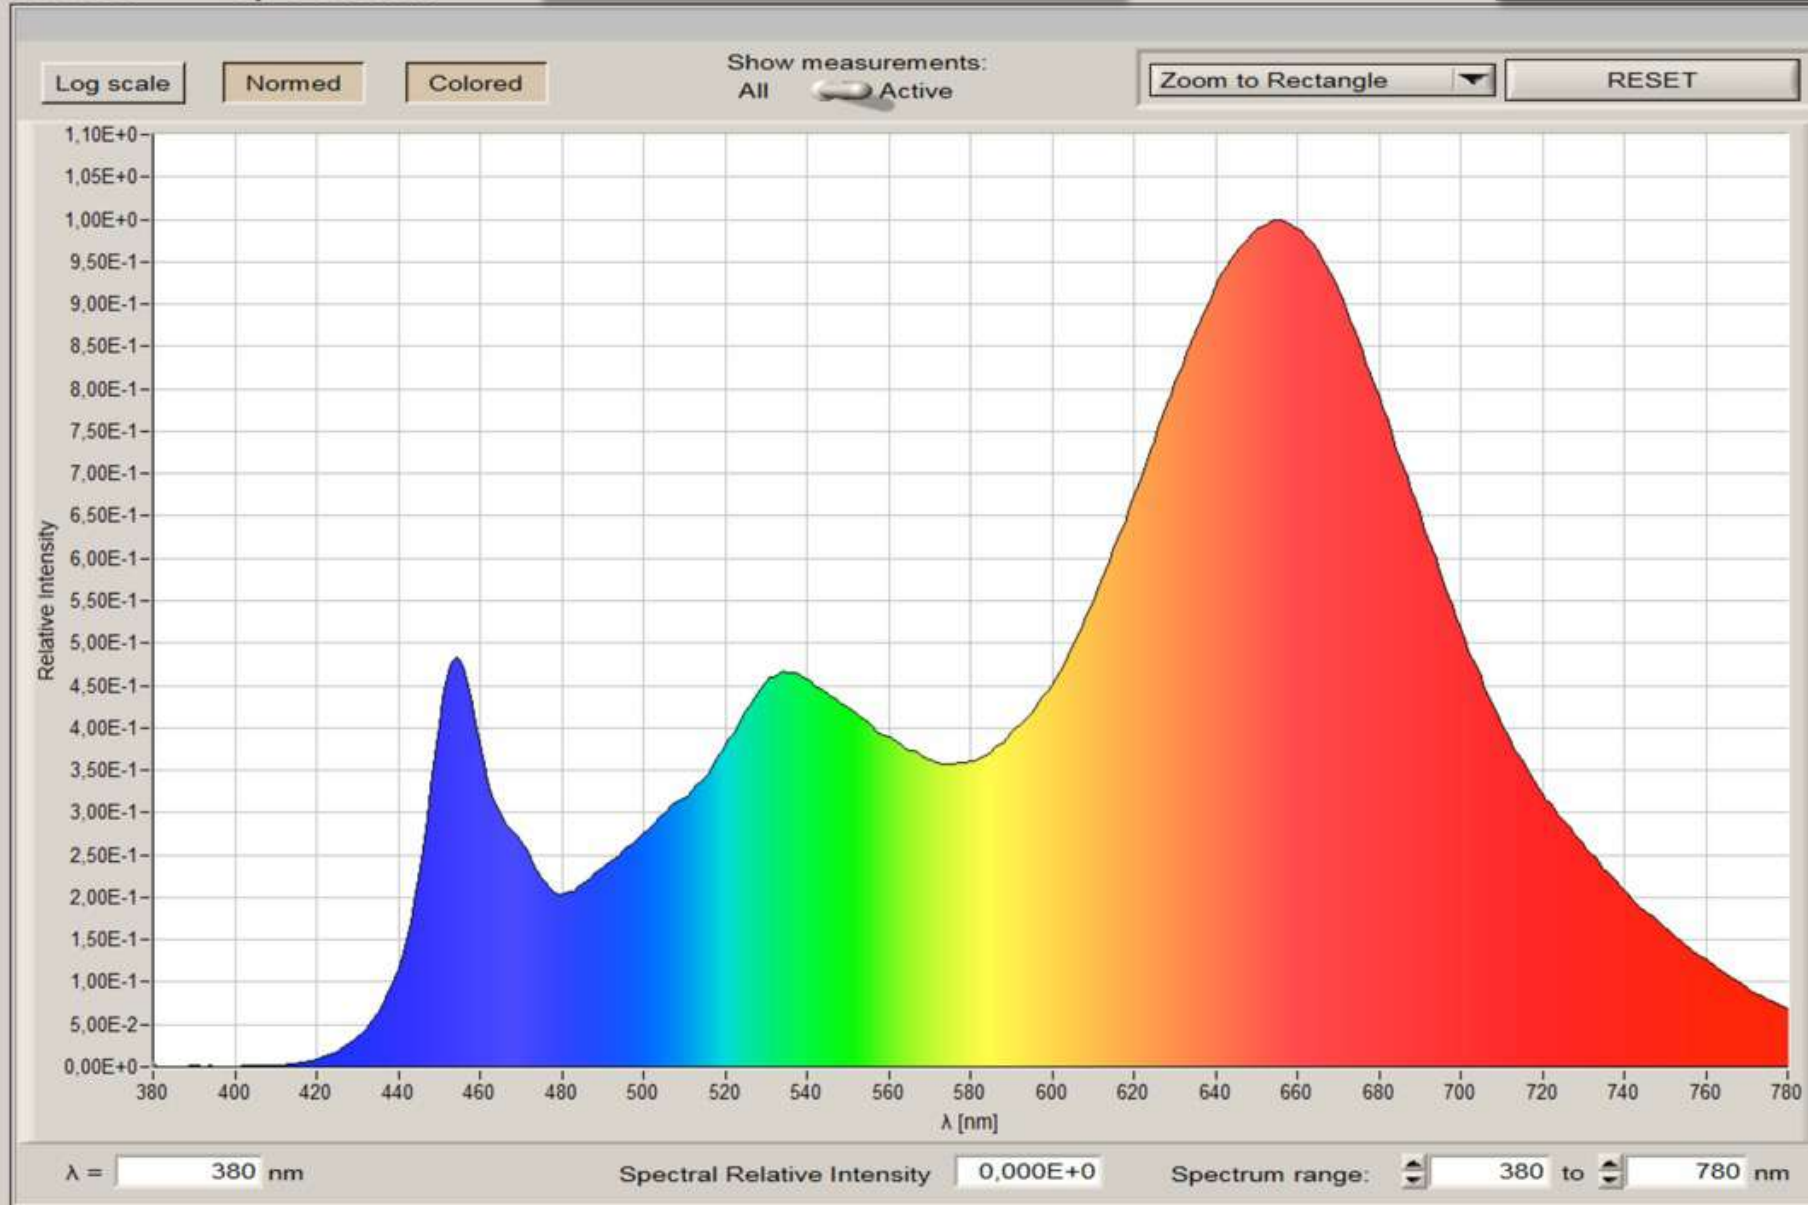 Show measurements:
Log scale Normed Colored All Active Zoom to Rectangle RESET
1,10E+0
1,05E+0
1,00E+0
9,50E-1
9,00E-1
8,50E-1
8,00E-1
7,50E-1
7,00E-1
6,50E-1
6,00E-1
5,50E-1
5,00E-1
4,50E-1
4,00E-1
3,50E-1
3,00E-1
2,50E-1
2,00E-1
1,50E-1
1,00E-1
5,00E-2
0,00E+0
Relative Intensity
380 400 420 440 460 480 500 520 540 560 580 600 620 640 660 680 700 720 740 760 780
λ [nm]
λ = 380 nm Spectral Relative Intensity 0,000E+0 Spectrum range: 380 to 780 nm